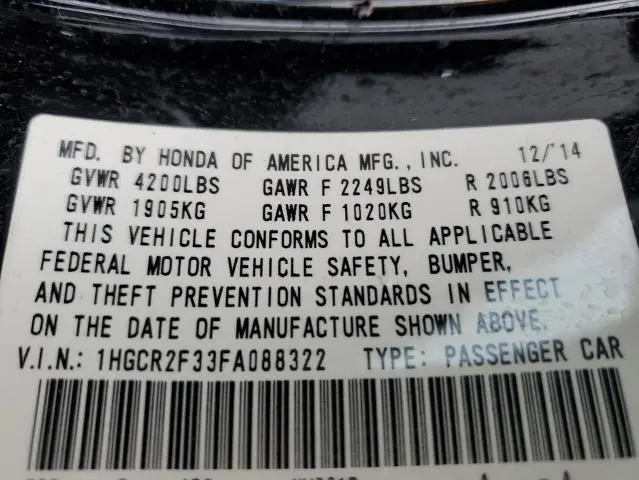 MFD. BY HONDA OF AMERICA MFG., INC. 12/'14
GVWR 4200LBS GAWR F 2249LBS R 2006LBS
GVWR 1905KG GAWR F 1020KG R 910KG
THIS VEHICLE CONFORMS TO ALL APPLICABLE
FEDERAL MOTOR VEHICLE SAFETY, BUMPER,
AND THEFT PREVENTION STANDARDS IN EFFECT
ON THE DATE OF MANUFACTURE SHOWN ABOVE.
V.I.N.: 1HGCR2F33FA088322 TYPE: PASSENGER CAR